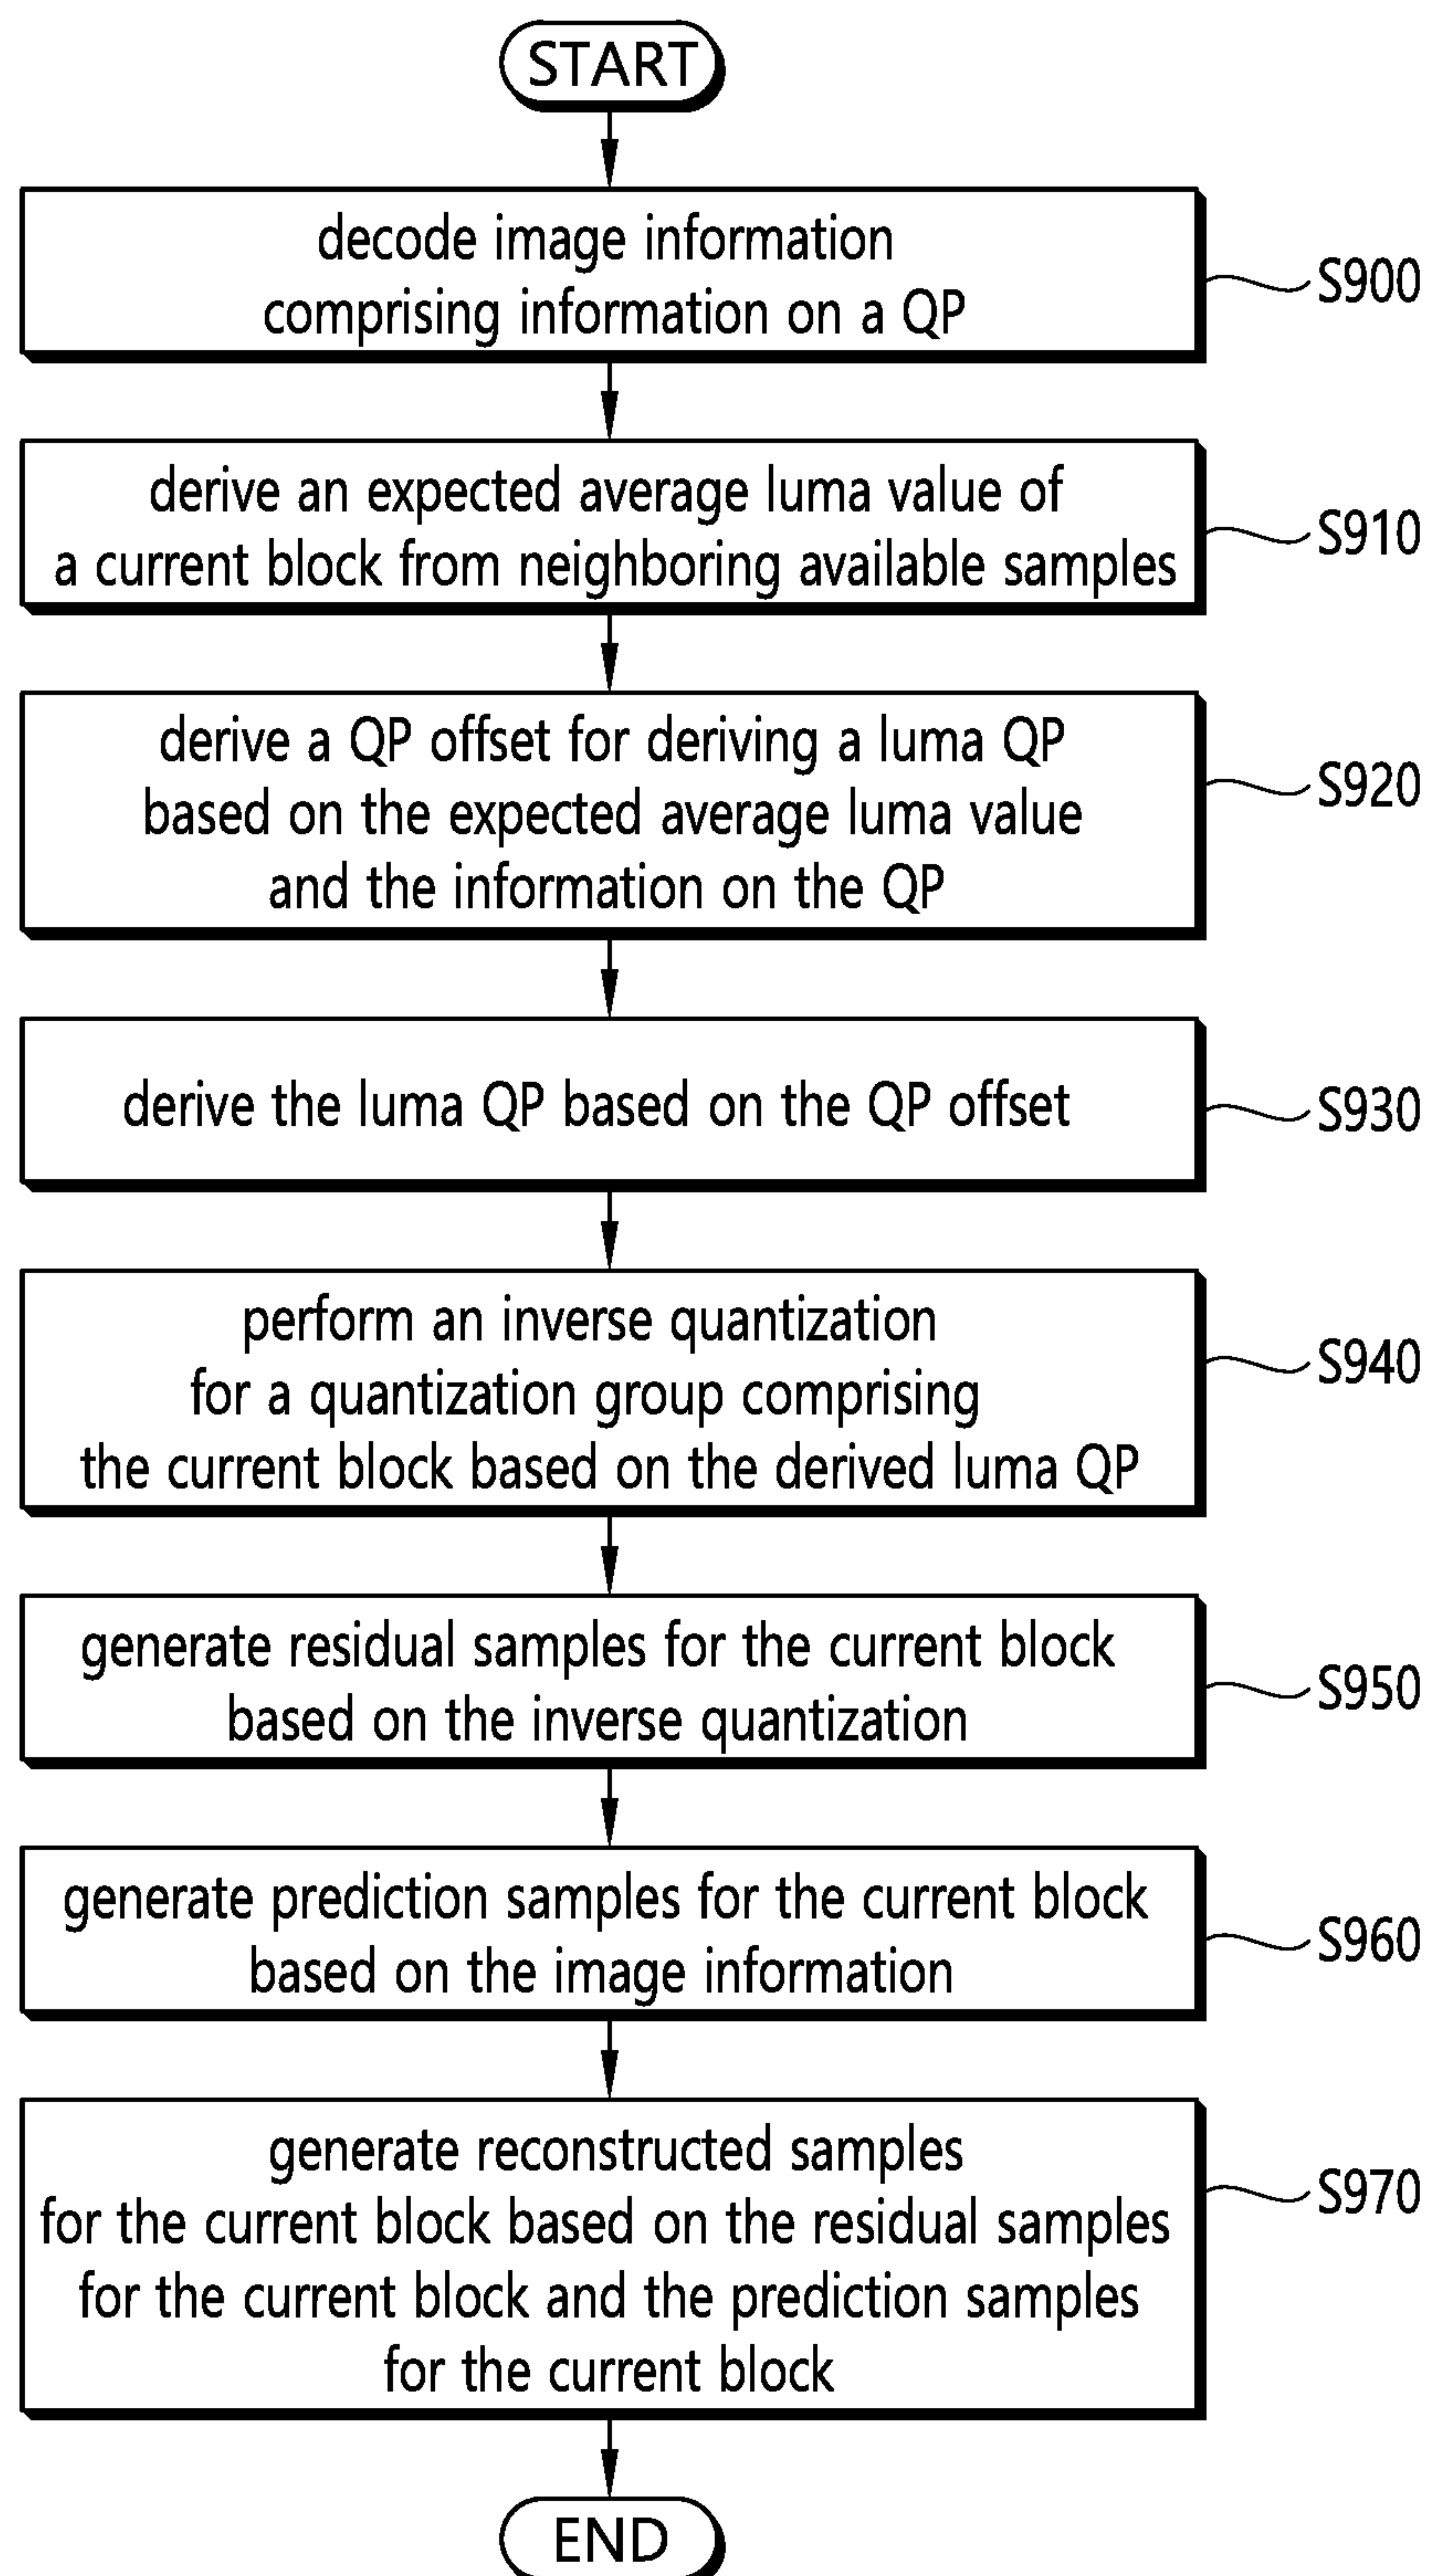 START
decode image information
comprising information on a QP
S900
derive an expected average luma value of
a current block from neighboring available samples
S910
derive a QP offset for deriving a luma QP
based on the expected average luma value
and the information on the QP
S920
derive the luma QP based on the QP offset
S930
perform an inverse quantization
for a quantization group comprising
the current block based on the derived luma QP
S940
generate residual samples for the current block
based on the inverse quantization
S950
generate prediction samples for the current block
based on the image information
S960
generate reconstructed samples
for the current block based on the residual samples
for the current block and the prediction samples
for the current block
S970
END